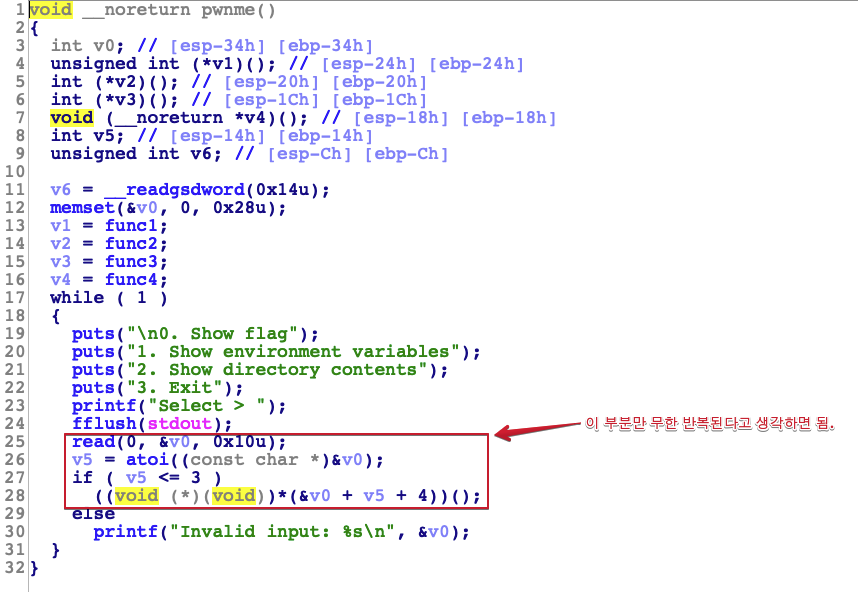 1 void __noreturn pwnme()
2 {
3 int v0; // [esp-34h] [ebp-34h]
4 unsigned int (*v1)(); // [esp-24h] [ebp-24h]
5 int (*v2)(); // [esp-20h] [ebp-20h]
6 int (*v3)(); // [esp-1Ch] [ebp-1Ch]
7 void (__noreturn *v4)(); // [esp-18h] [ebp-18h]
8 int v5; // [esp-14h] [ebp-14h]
9 unsigned int v6; // [esp-Ch] [ebp-Ch]
10
11 v6 = __readgsdword(0x14u);
12 memset(&v0, 0, 0x28u);
13 v1 = func1;
14 v2 = func2;
15 v3 = func3;
16 v4 = func4;
17 while ( 1 )
18 {
19 puts("\n0. Show flag");
20 puts("1. Show environment variables");
21 puts("2. Show directory contents");
22 puts("3. Exit");
23 printf("Select > ");
24 fflush(stdout);
25 read(0, &v0, 0x10u);
26 v5 = atoi((const char *)&v0);
27 if ( v5 <= 3 )
28 ((void (*)(void))*(&v0 + v5 + 4))();
29 else
30 printf("Invalid input: %s\n", &v0);
31 }
32 }
이 부분만 무한 반복된다고 생각하면 됨.